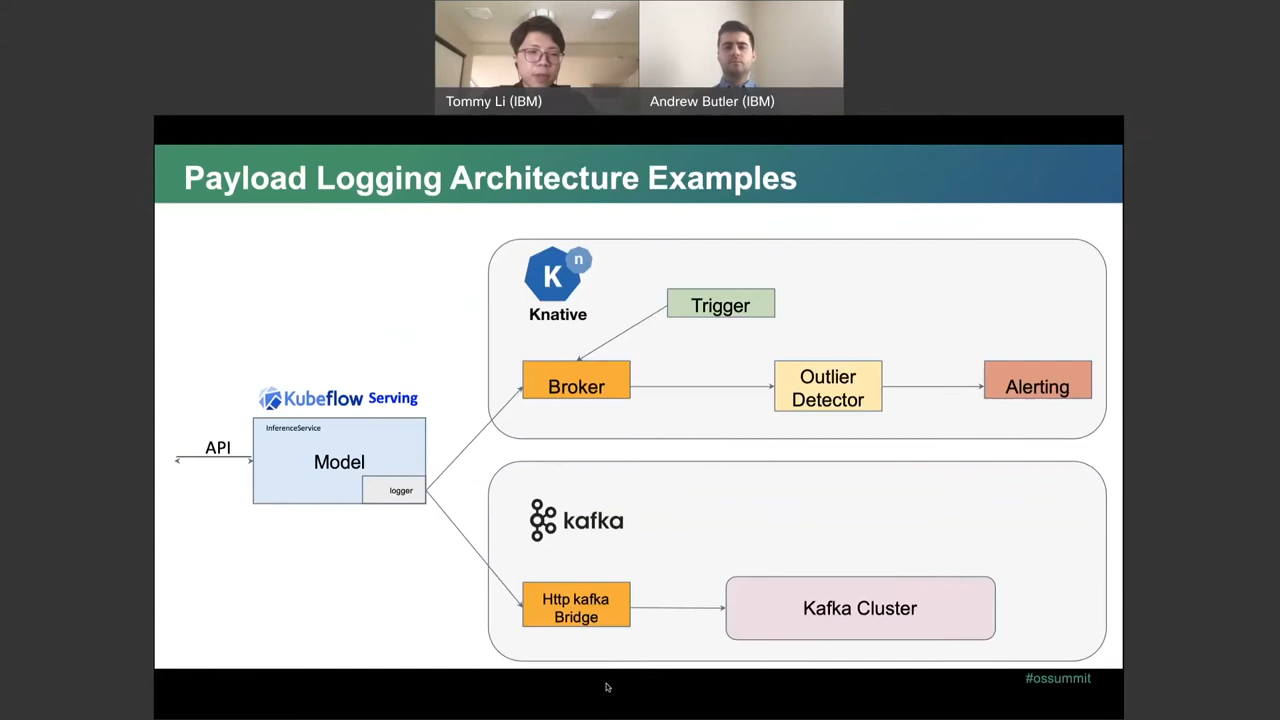 Tommy Li (IBM)
Andrew Butler (IBM)
Payload Logging Architecture Examples
K
n
Knative
Trigger
Broker
Outlier
Detector
Alerting
Kubeflow Serving
InferenceService
API
Model
logger
kafka
Http kafka
Bridge
Kafka Cluster
#ossummit